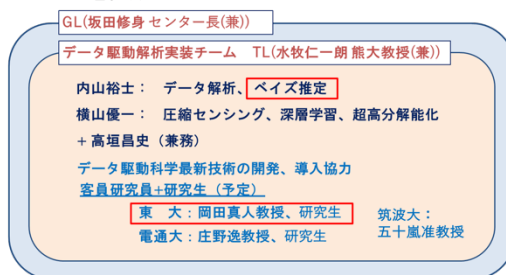 GL(坂田修身 センター長(兼))
データ駆動解析実装チーム TL(水牧仁一朗 熊大教授(兼))
内山裕士： データ解析、ベイズ推定
横山優一： 圧縮センシング、深層学習、超高分解能化
+ 高垣昌史（兼務）
データ駆動科学最新技術の開発、導入協力
客員研究員+研究生（予定）
東 大：岡田真人教授、研究生
電通大：庄野逸教授、研究生
筑波大：
五十嵐准教授